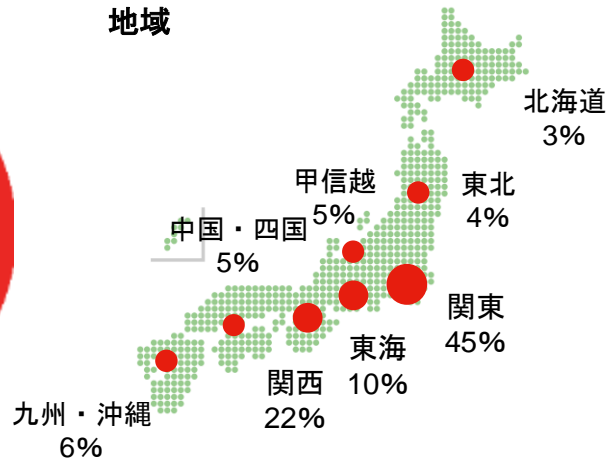 地域
北海道
3%
甲信越
5%
東北
4%
中国・四国
5%
関東
45%
東海
10%
関西
22%
九州・沖縄
6%